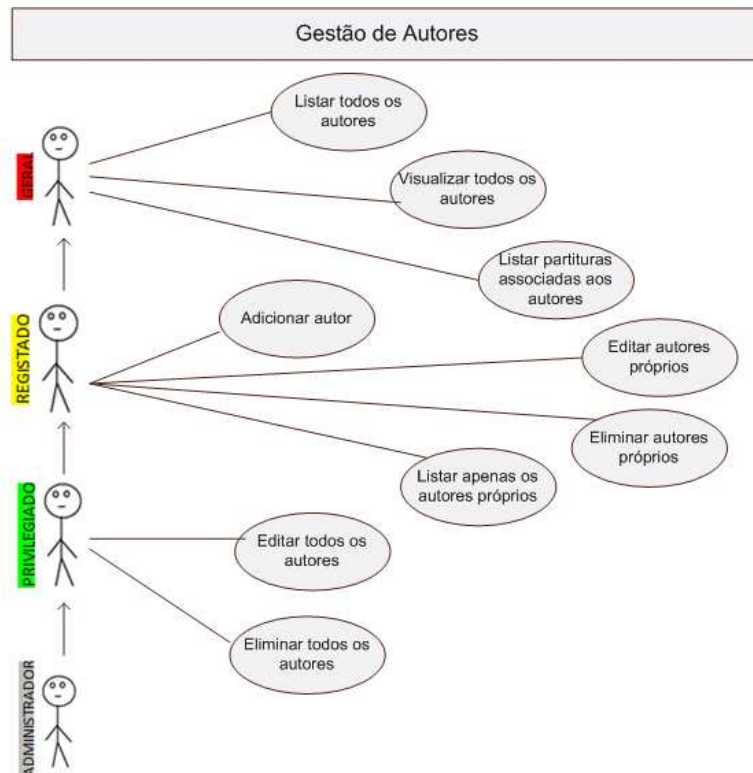 Gestão de Autores
Listar todos os
autores
GERAL
Visualizar todos os
autores
Listar partituras
associadas aos
autores
Adicionar autor
REGISTADO
Editar autores
próprios
Eliminar autores
próprios
Listar apenas os
autores próprios
PRIVILEGIADO
Editar todos os
autores
Eliminar todos os
autores
ADMINISTRADOR